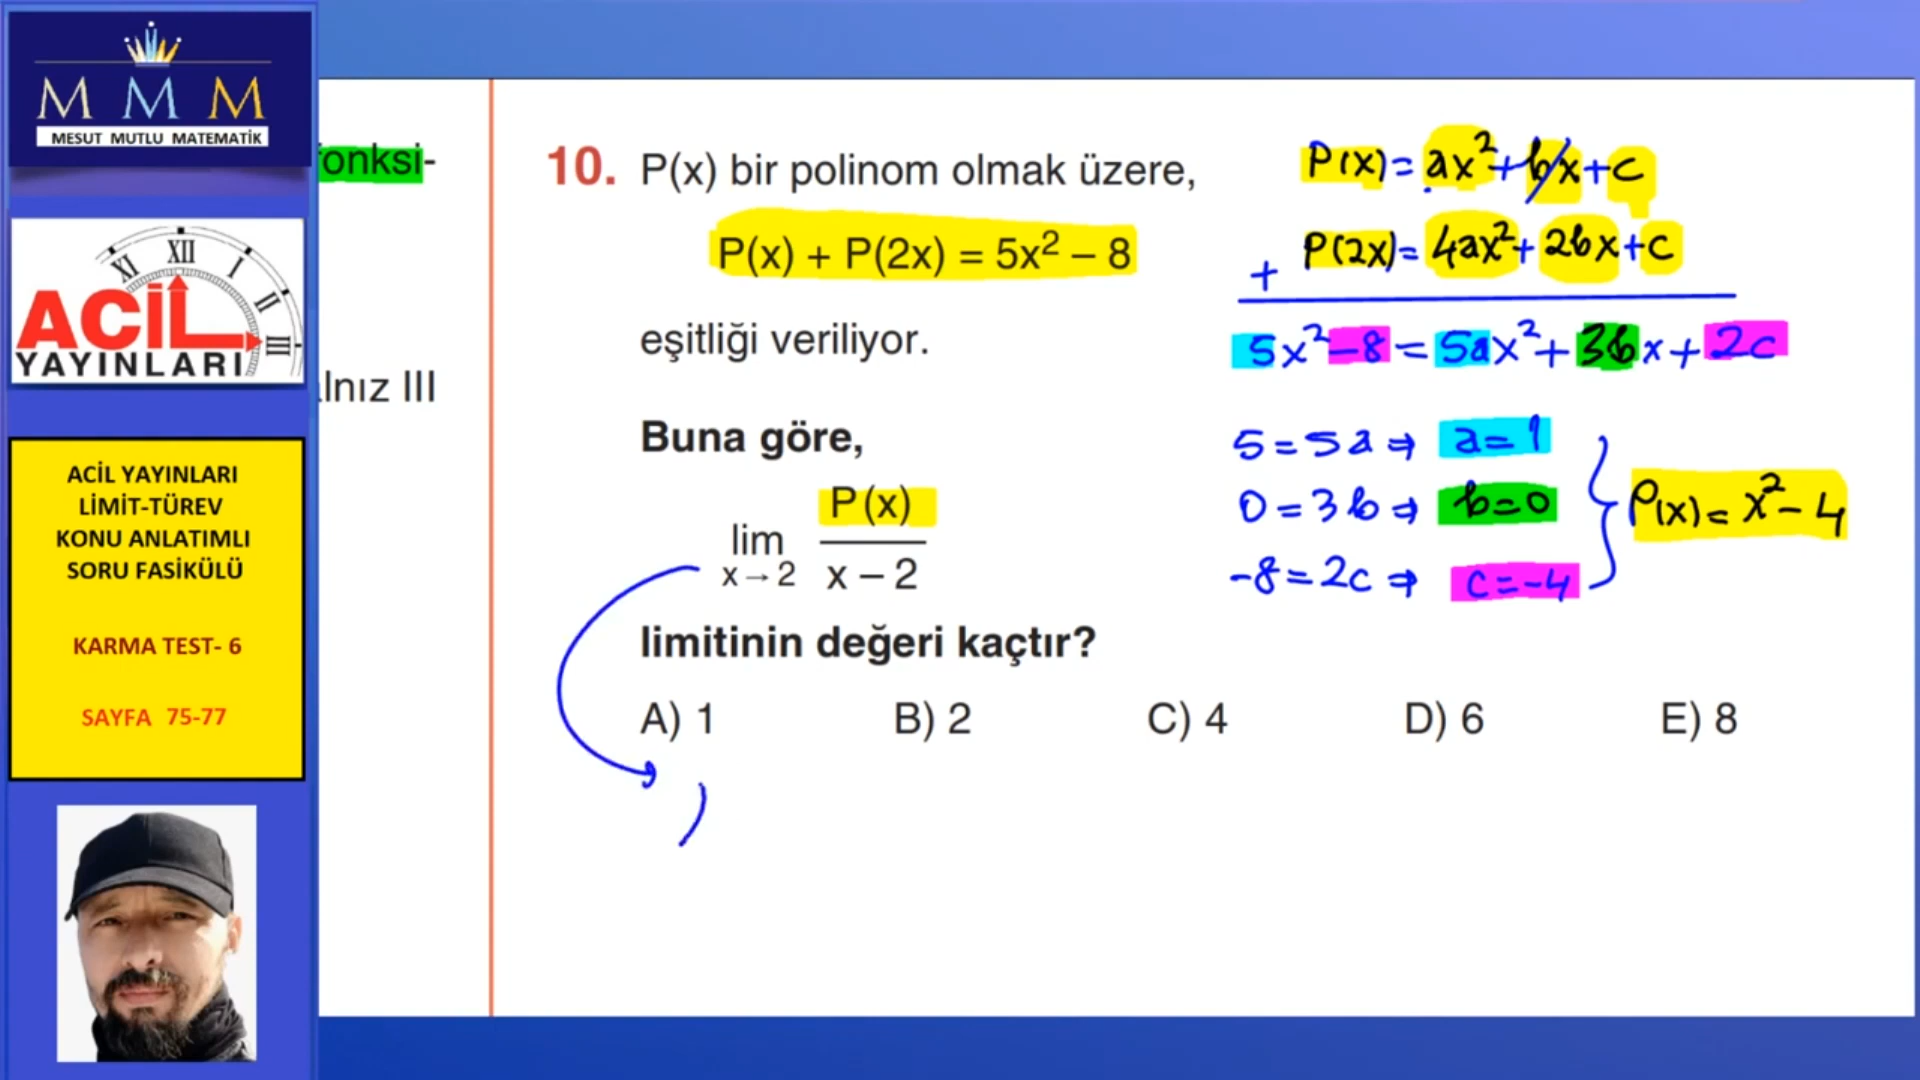 M M M
MESUT MUTLU MATEMATİK
XI XII I II III
ACİL
YAYINLARI
ACİL YAYINLARI
LİMİT-TÜREV
KONU ANLATIMLI
SORU FASİKÜLÜ
KARMA TEST- 6
SAYFA 75-77
fonksi-
lnız III
10. P(x) bir polinom olmak üzere,
P(x) + P(2x) = 5x² – 8
eşitliği veriliyor.
Buna göre,
lim x→2 P(x) / x – 2
limitinin değeri kaçtır?
A) 1 B) 2 C) 4 D) 6 E) 8
P(x) = ax² + bx + c
+ P(2x) = 4ax² + 2bx + c
5x² – 8 = 5ax² + 3bx + 2c
5 = 5a ⇒ a = 1
0 = 3b ⇒ b = 0
-8 = 2c ⇒ c = -4
P(x) = x² – 4